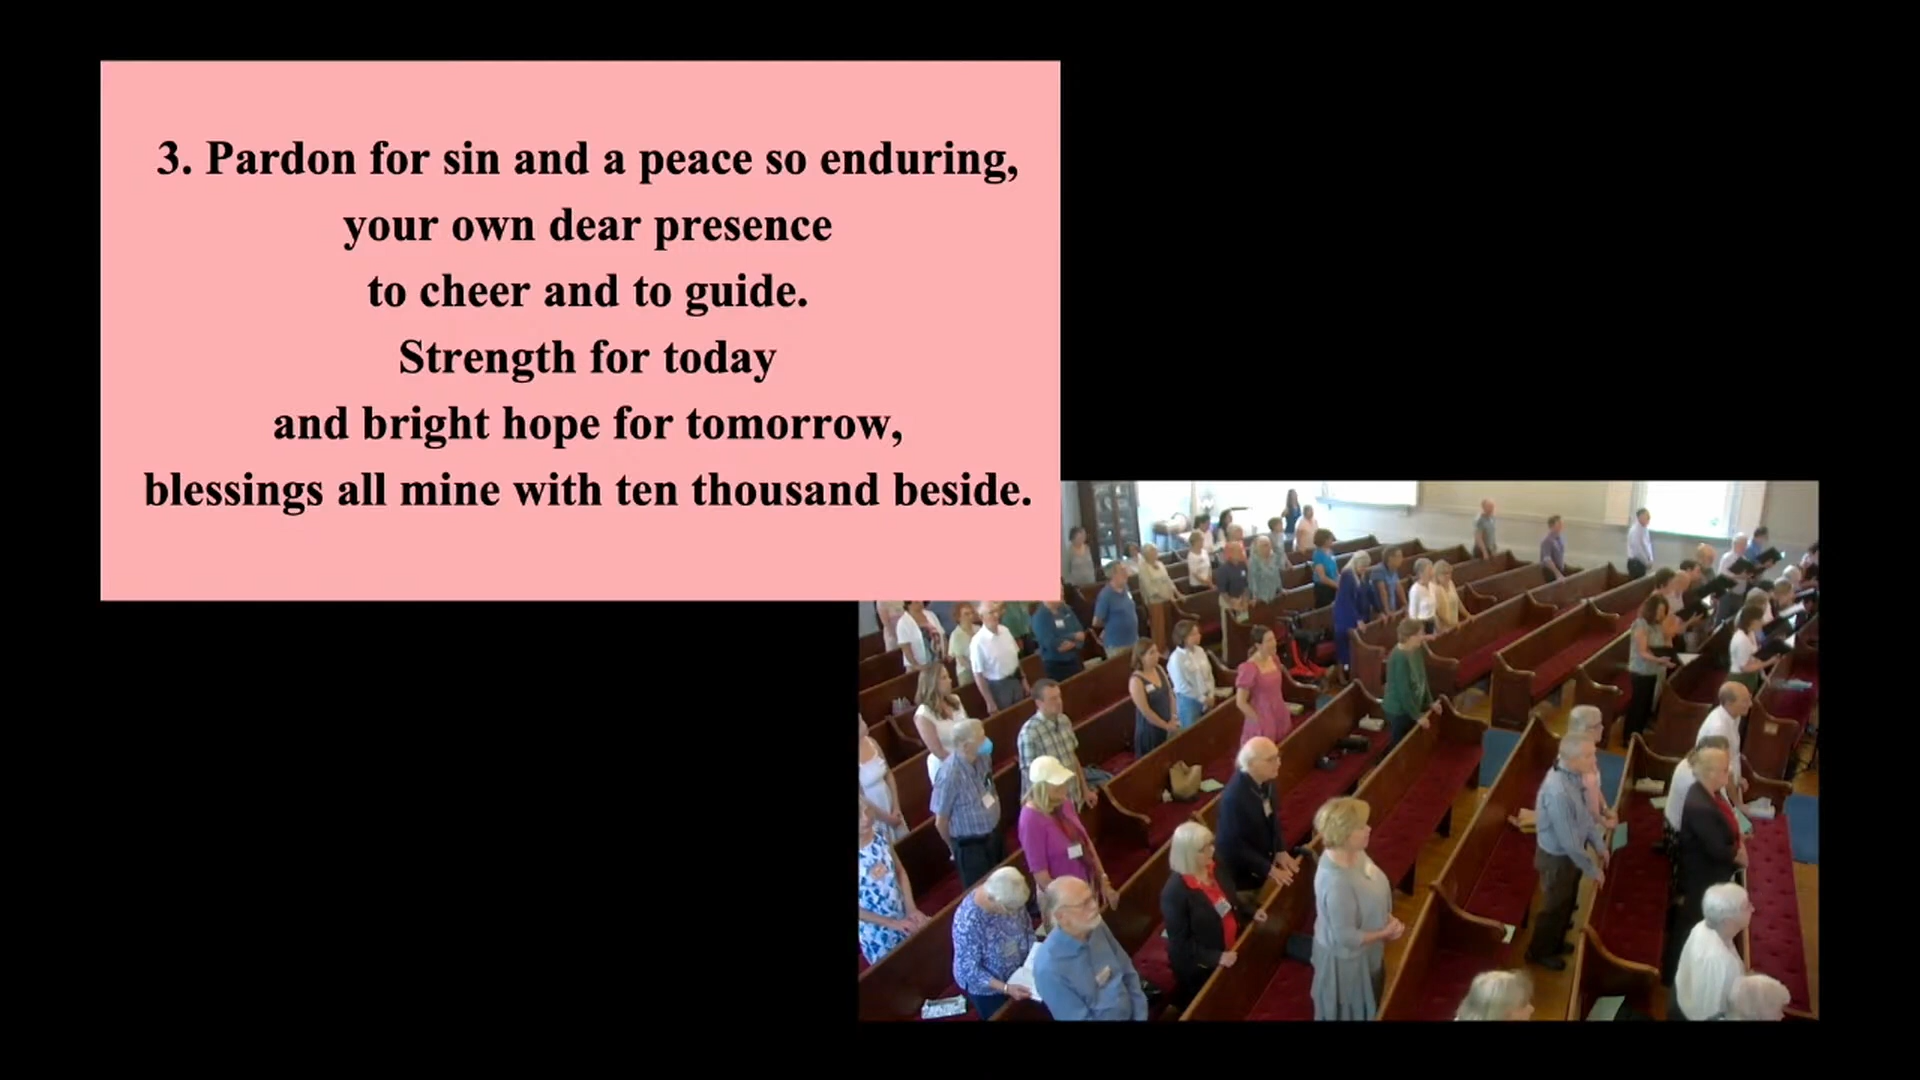 3. Pardon for sin and a peace so enduring,
your own dear presence
to cheer and to guide.
Strength for today
and bright hope for tomorrow,
blessings all mine with ten thousand beside.